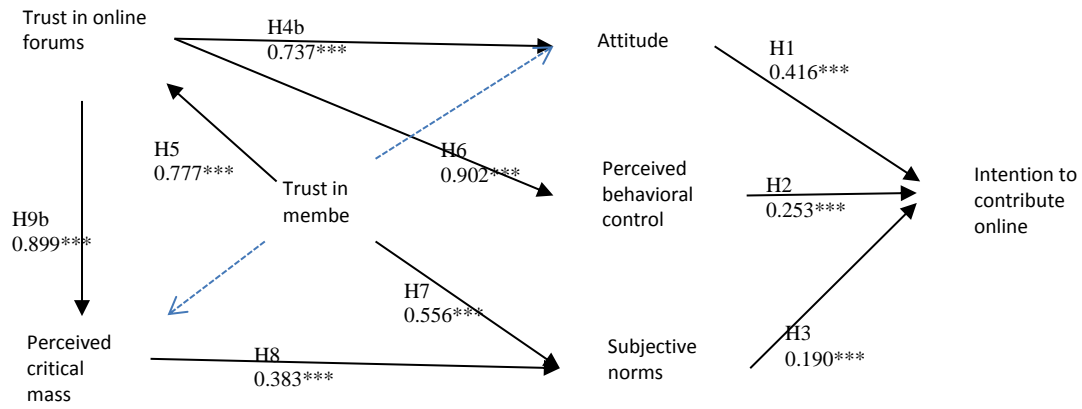 Trust in online
forums
H4b
0.737***
Attitude
H1
0.416***
H5
0.777***
H6
0.902***
Trust in
membe
Perceived
behavioral
control
H2
0.253***
Intention to
contribute
online
H9b
0.899***
H7
0.556***
Perceived
critical
mass
H8
0.383***
Subjective
norms
H3
0.190***